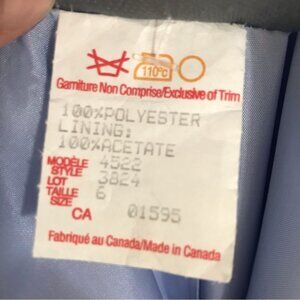 110°C
Garniture Non Comprise/Exclusive of Trim
100%POLYESTER
LINING:
100%ACETATE
MODÈLE 4522
STYLE 3824
LOT
TAILLE 6
SIZE
CA 01595
Fabriqué au Canada/Made in Canada